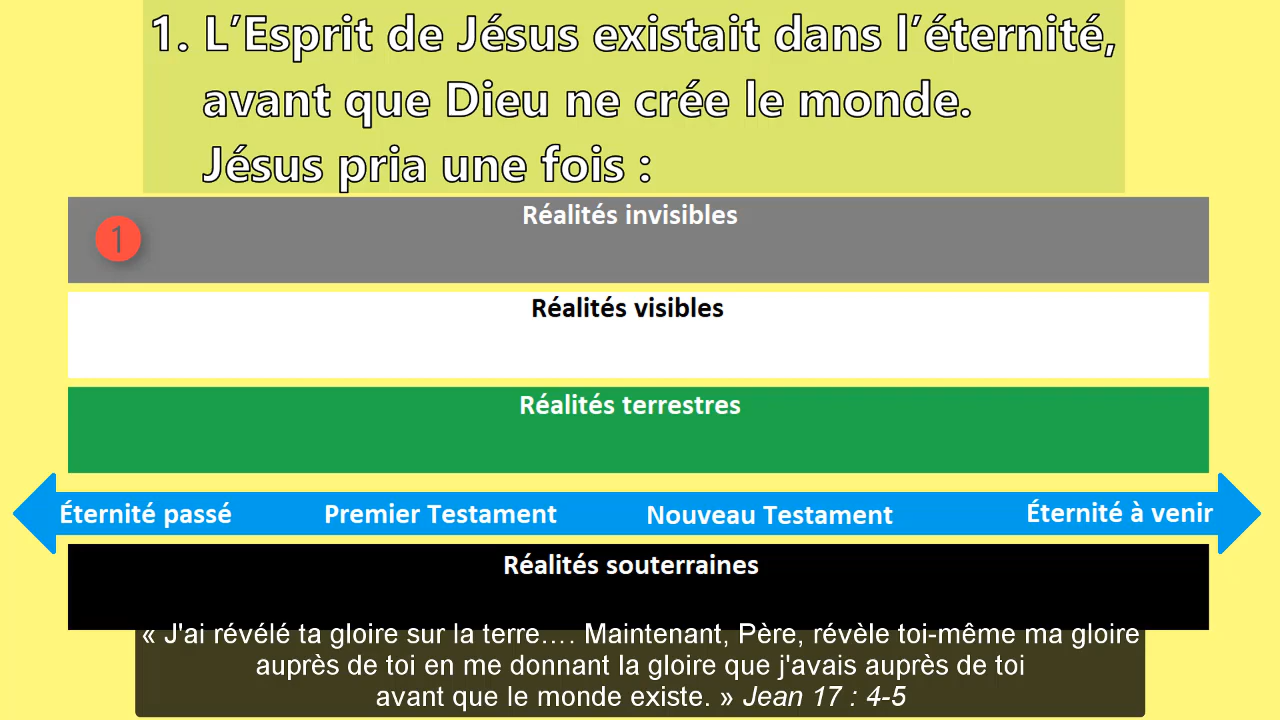 1. L’Esprit de Jésus existait dans l’éternité,
avant que Dieu ne crée le monde.
Jésus pria une fois :
Réalités invisibles
1
Réalités visibles
Réalités terrestres
Éternité passé Premier Testament Nouveau Testament Éternité à venir
Réalités souterraines
« J'ai révélé ta gloire sur la terre…. Maintenant, Père, révèle toi-même ma gloire
auprès de toi en me donnant la gloire que j'avais auprès de toi
avant que le monde existe. » Jean 17 : 4-5